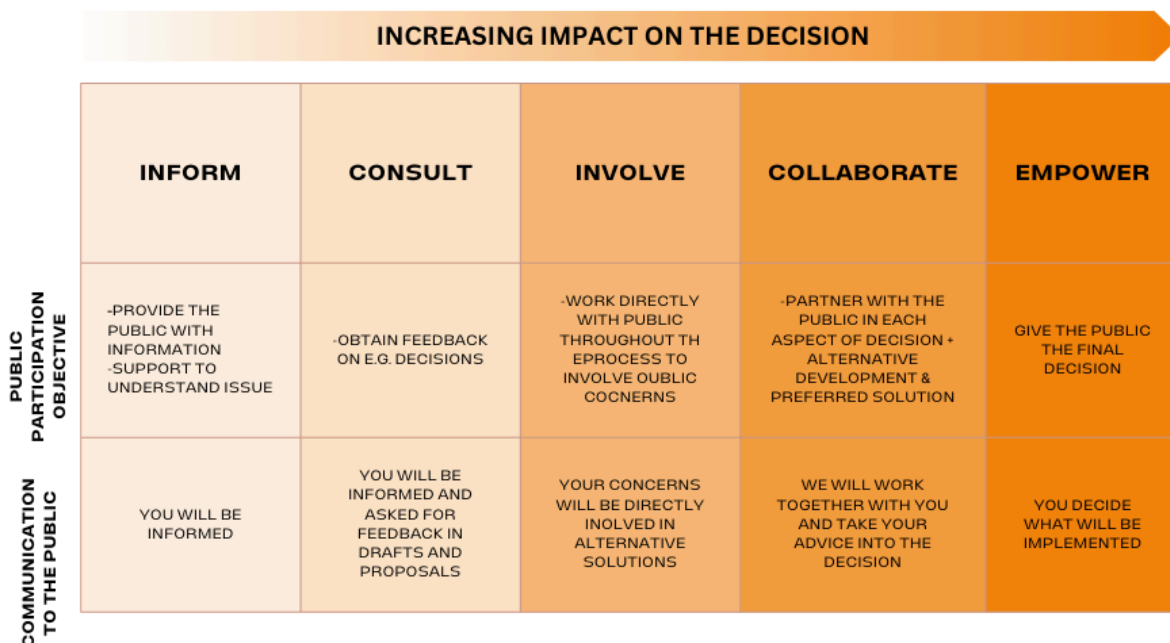 INCREASING IMPACT ON THE DECISION
INFORM
CONSULT
INVOLVE
COLLABORATE
EMPOWER
PUBLIC
PARTICIPATION
OBJECTIVE
-PROVIDE THE
PUBLIC WITH
INFORMATION
-SUPPORT TO
UNDERSTAND ISSUE
-OBTAIN FEEDBACK
ON E.G. DECISIONS
-WORK DIRECTLY
WITH PUBLIC
THROUGHOUT TH
EPROCESS TO
INVOLVE OUBLIC
COCNERNS
-PARTNER WITH THE
PUBLIC IN EACH
ASPECT OF DECISION +
ALTERNATIVE
DEVELOPMENT &
PREFERRED SOLUTION
GIVE THE PUBLIC
THE FINAL
DECISION
COMMUNICATION
TO THE PUBLIC
YOU WILL BE
INFORMED
YOU WILL BE
INFORMED AND
ASKED FOR
FEEDBACK IN
DRAFTS AND
PROPOSALS
YOUR CONCERNS
WILL BE DIRECTLY
INOLVED IN
ALTERNATIVE
SOLUTIONS
WE WILL WORK
TOGETHER WITH YOU
AND TAKE YOUR
ADVICE INTO THE
DECISION
YOU DECIDE
WHAT WILL BE
IMPLEMENTED